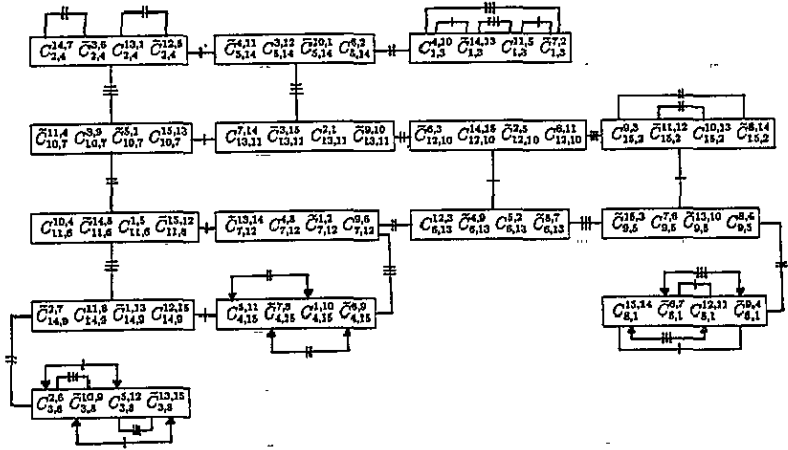 C^{14,7}_{2,4} C̃^{3,6}_{2,4} C^{13,1}_{2,4} C̃^{12,5}_{2,4} C̃^{4,11}_{5,14} C^{3,12}_{5,14} C̃^{10,1}_{5,14} C^{6,2}_{5,14} C^{4,10}_{1,3} C̃^{14,13}_{1,3} C^{11,5}_{1,3} C̃^{7,2}_{1,3}
C̃^{11,4}_{10,7} C^{3,9}_{10,7} C̃^{5,1}_{10,7} C^{15,13}_{10,7} C^{7,14}_{13,11} C̃^{3,15}_{13,11} C^{2,1}_{13,11} C̃^{9,10}_{13,11} C̃^{6,3}_{12,10} C^{14,15}_{12,10} C̃^{2,5}_{12,10} C^{8,11}_{12,10} C^{9,3}_{15,2} C̃^{11,12}_{15,2} C^{10,13}_{15,2} C̃^{8,14}_{15,2}
C^{10,4}_{11,6} C̃^{14,8}_{11,6} C^{1,5}_{11,6} C̃^{15,12}_{11,6} C̃^{13,14}_{7,12} C^{4,8}_{7,12} C̃^{1,2}_{7,12} C^{9,6}_{7,12} C^{12,3}_{6,13} C̃^{4,9}_{6,13} C^{5,2}_{6,13} C̃^{8,7}_{6,13} C̃^{15,3}_{9,5} C^{7,6}_{9,5} C̃^{13,10}_{9,5} C^{8,4}_{9,5}
C̃^{2,7}_{14,9} C^{11,8}_{14,9} C̃^{1,13}_{14,9} C^{12,15}_{14,9} C^{5,11}_{4,15} C̃^{7,3}_{4,15} C^{1,10}_{4,15} C̃^{6,9}_{4,15} C^{15,14}_{8,1} C̃^{6,7}_{8,1} C^{12,11}_{8,1} C̃^{9,4}_{8,1}
C^{2,6}_{3,8} C̃^{10,9}_{3,8} C^{5,12}_{3,8} C̃^{13,15}_{3,8}